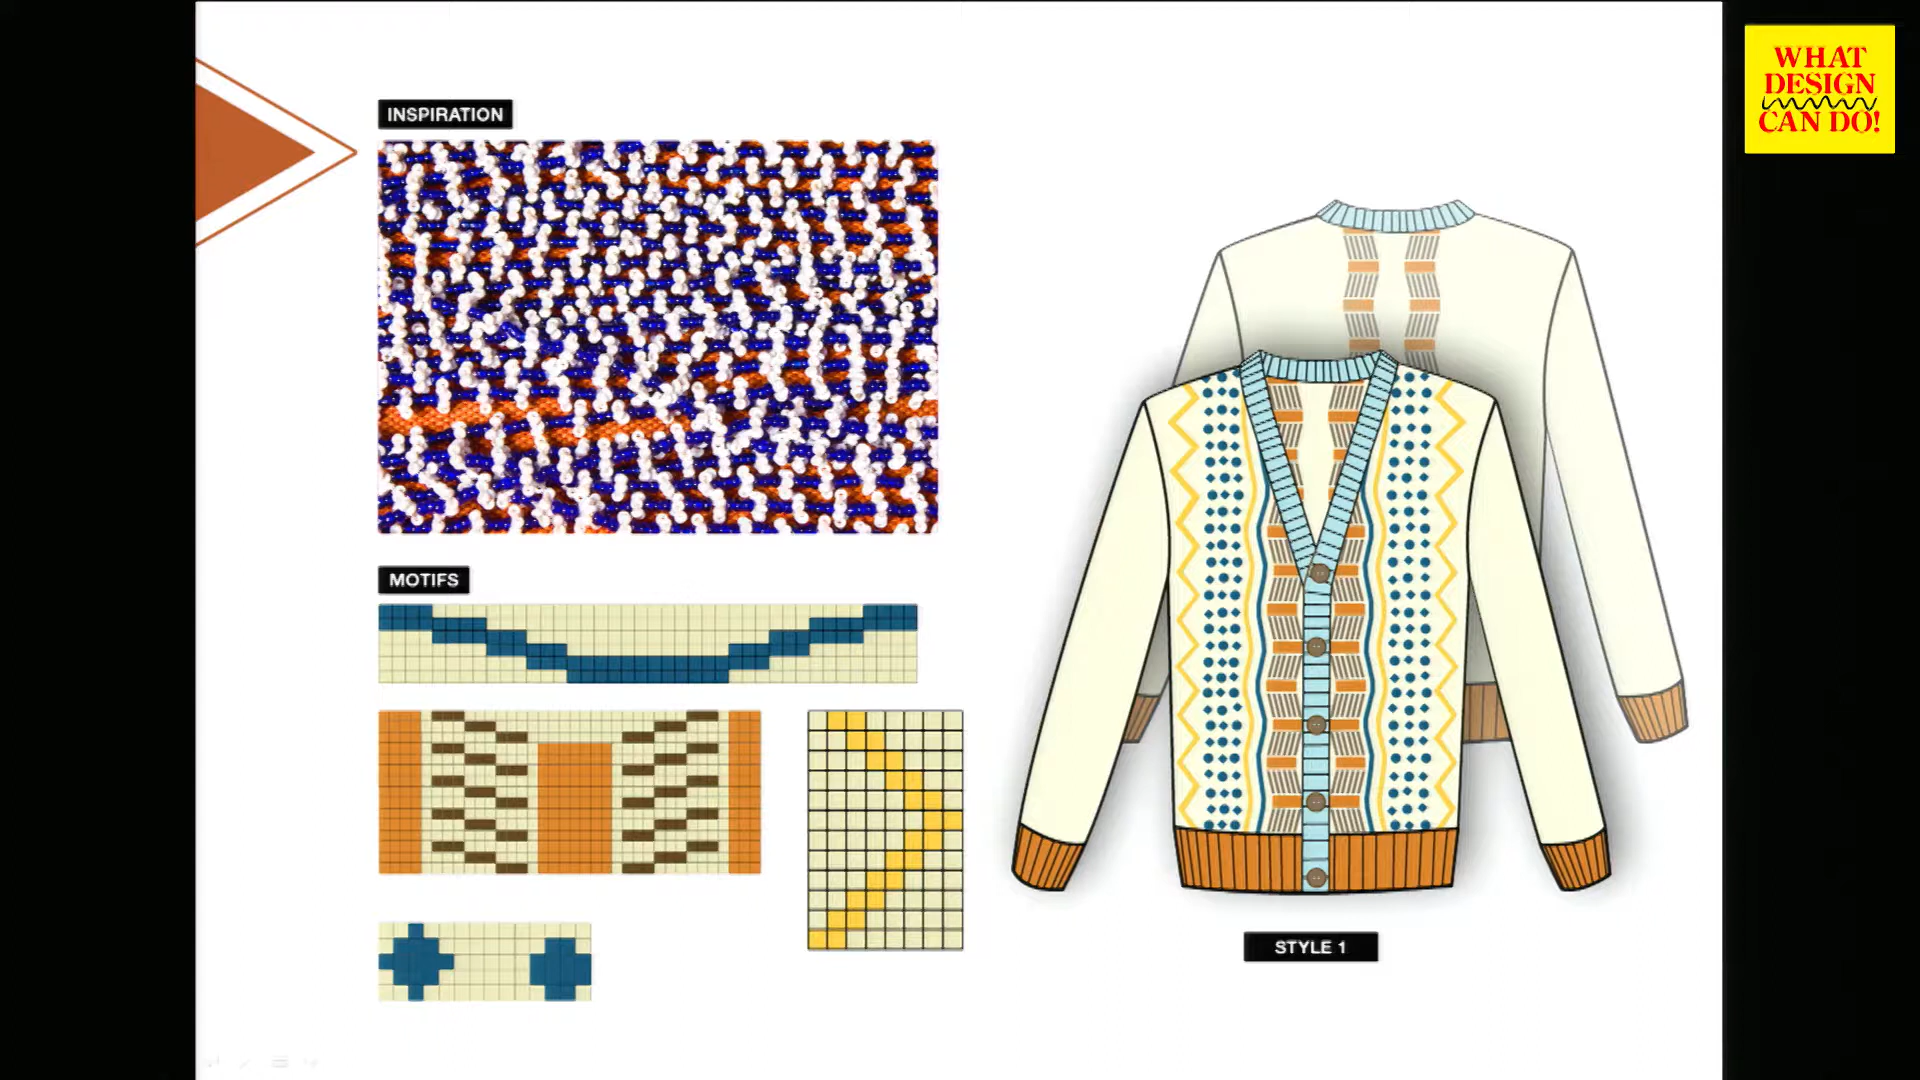 INSPIRATION
MOTIFS
STYLE 1
WHAT
DESIGN
CAN DO!